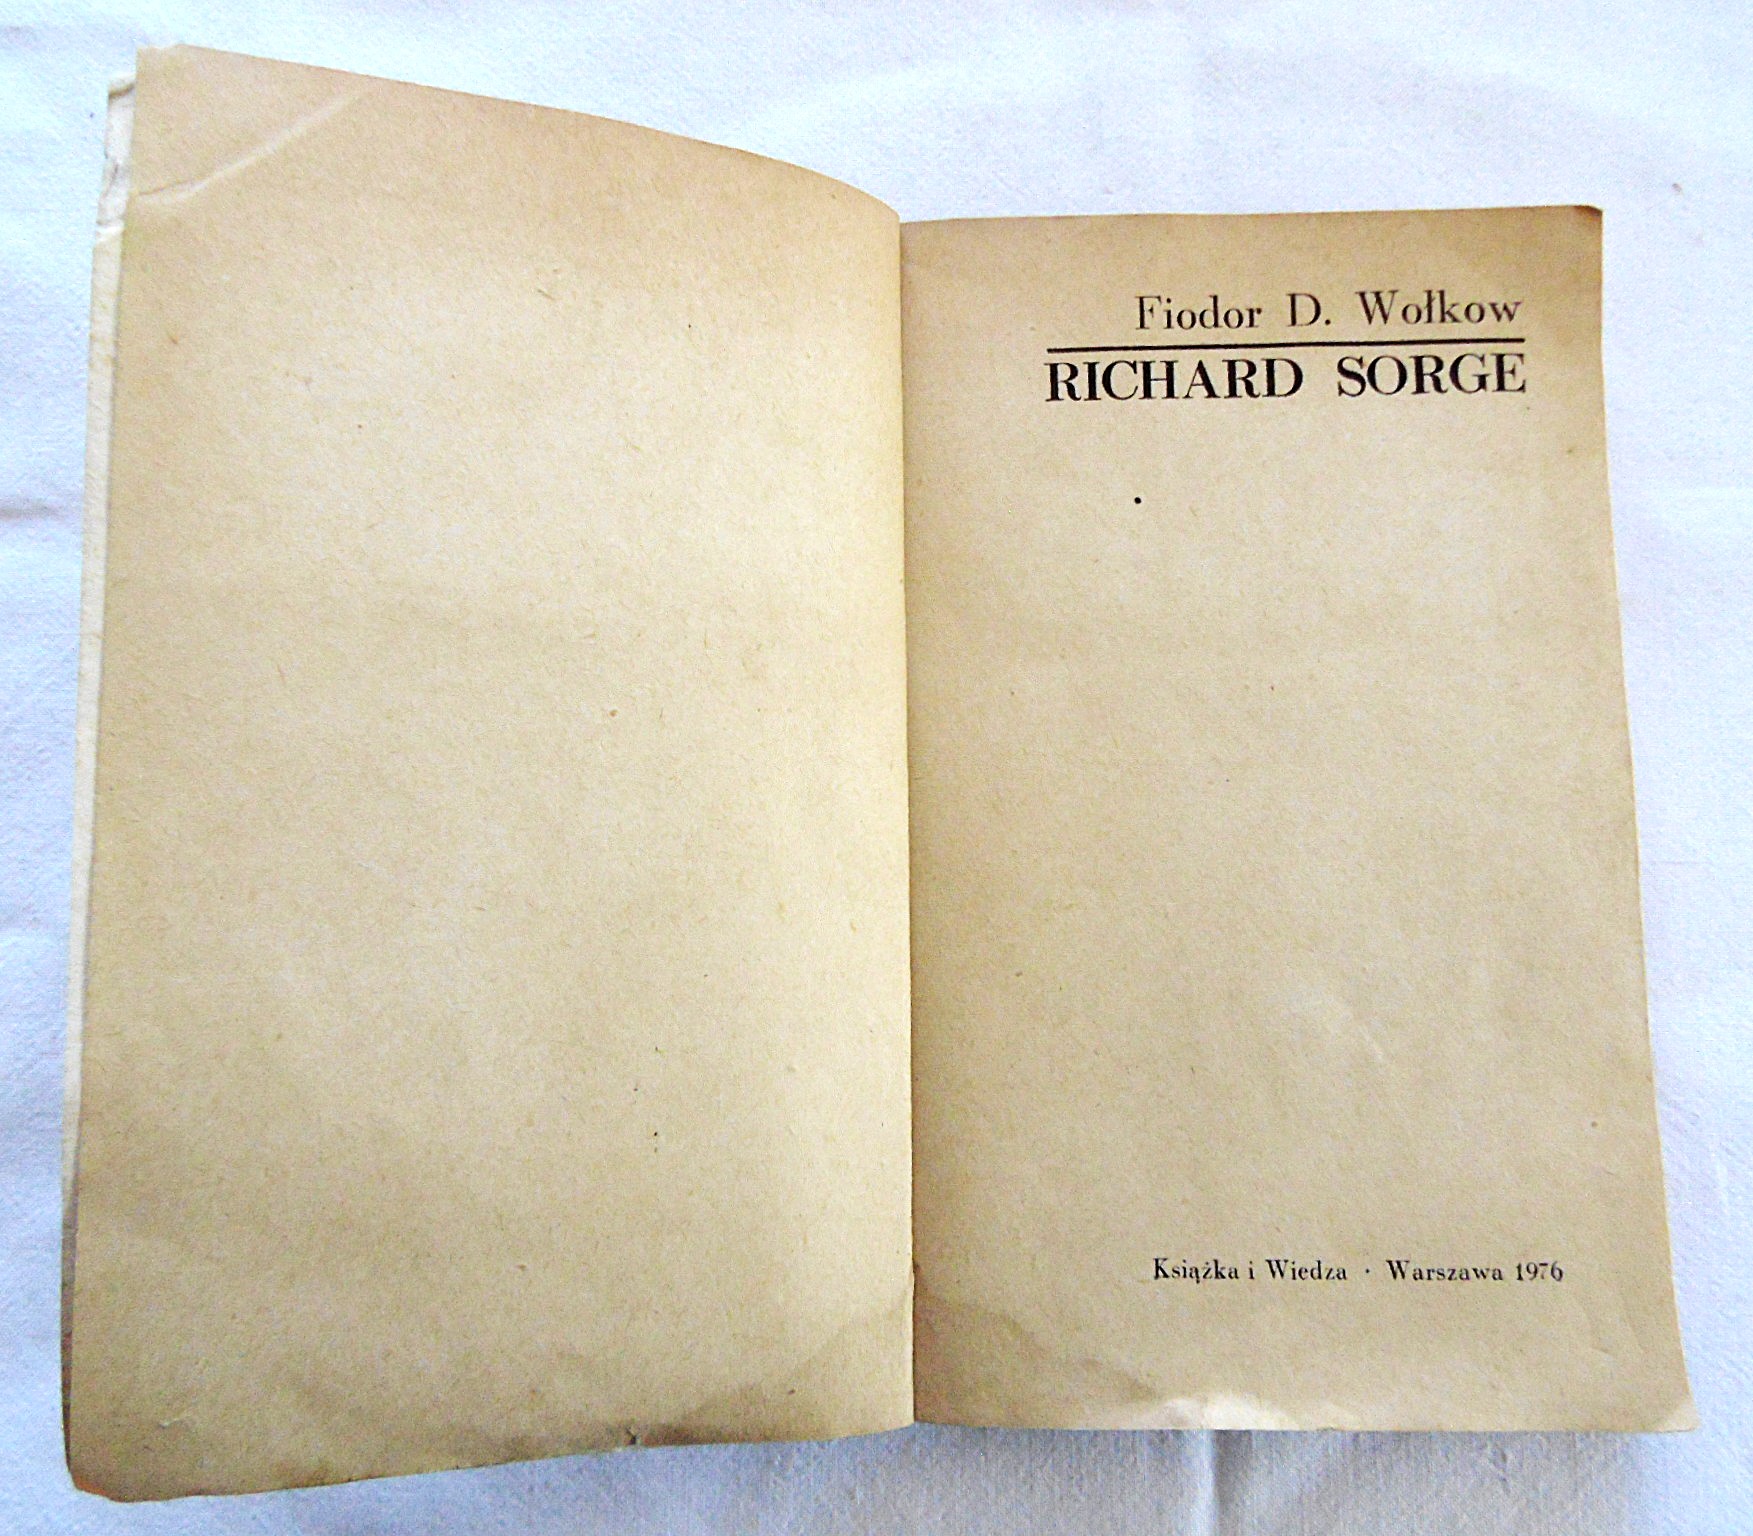 Fiodor D. Wołkow
RICHARD SORGE
Książka i Wiedza · Warszawa 1976